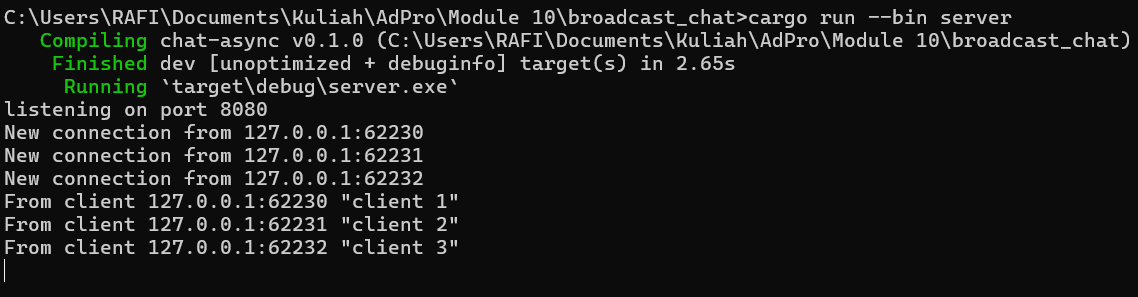 C:\Users\RAFI\Documents\Kuliah\AdPro\Module 10\broadcast_chat>cargo run --bin server
   Compiling chat-async v0.1.0 (C:\Users\RAFI\Documents\Kuliah\AdPro\Module 10\broadcast_chat)
    Finished dev [unoptimized + debuginfo] target(s) in 2.65s
     Running `target\debug\server.exe`
listening on port 8080
New connection from 127.0.0.1:62230
New connection from 127.0.0.1:62231
New connection from 127.0.0.1:62232
From client 127.0.0.1:62230 "client 1"
From client 127.0.0.1:62231 "client 2"
From client 127.0.0.1:62232 "client 3"